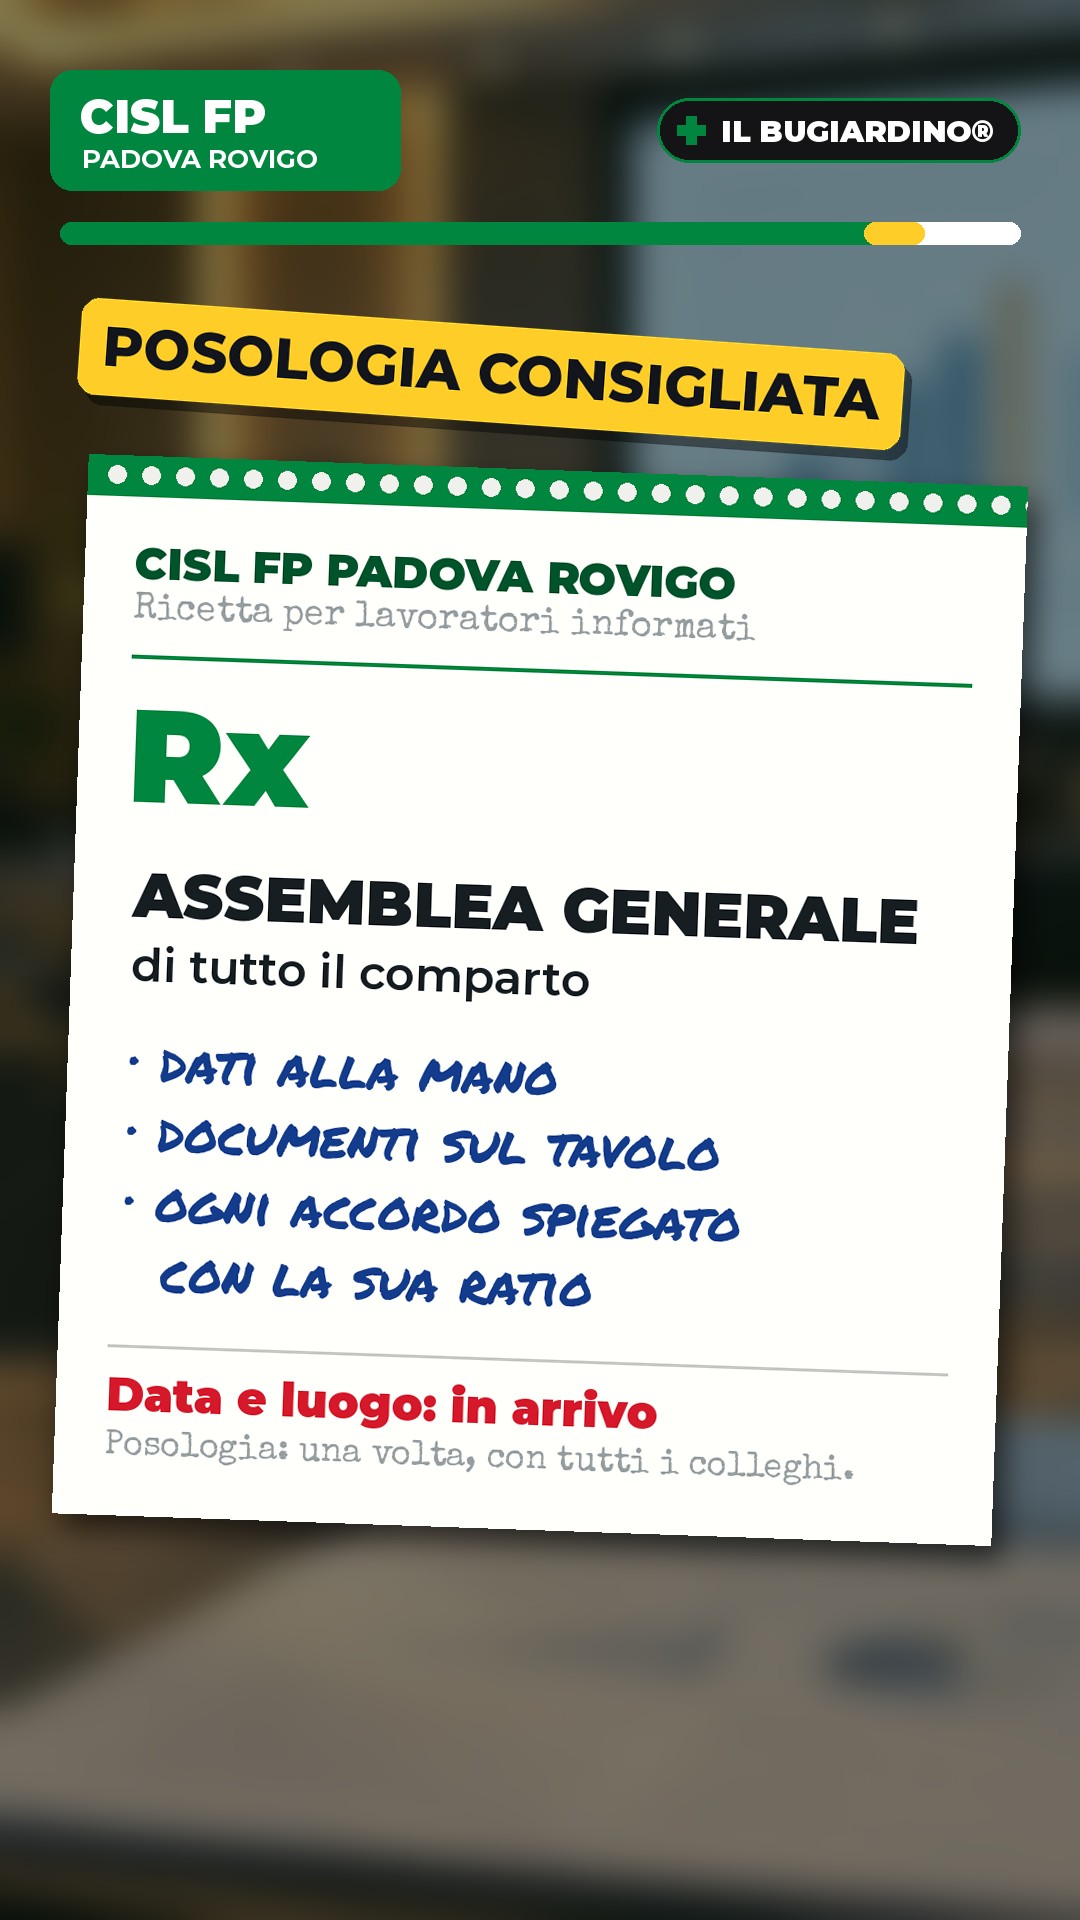 CISL FP
PADOVA ROVIGO
IL BUGIARDINO®
POSOLOGIA CONSIGLIATA
CISL FP PADOVA ROVIGO
Ricetta per lavoratori informati
Rx
ASSEMBLEA GENERALE
di tutto il comparto
· DATI ALLA MANO
· DOCUMENTI SUL TAVOLO
· OGNI ACCORDO SPIEGATO
CON LA SUA RATIO
Data e luogo: in arrivo
Posologia: una volta, con tutti i colleghi.